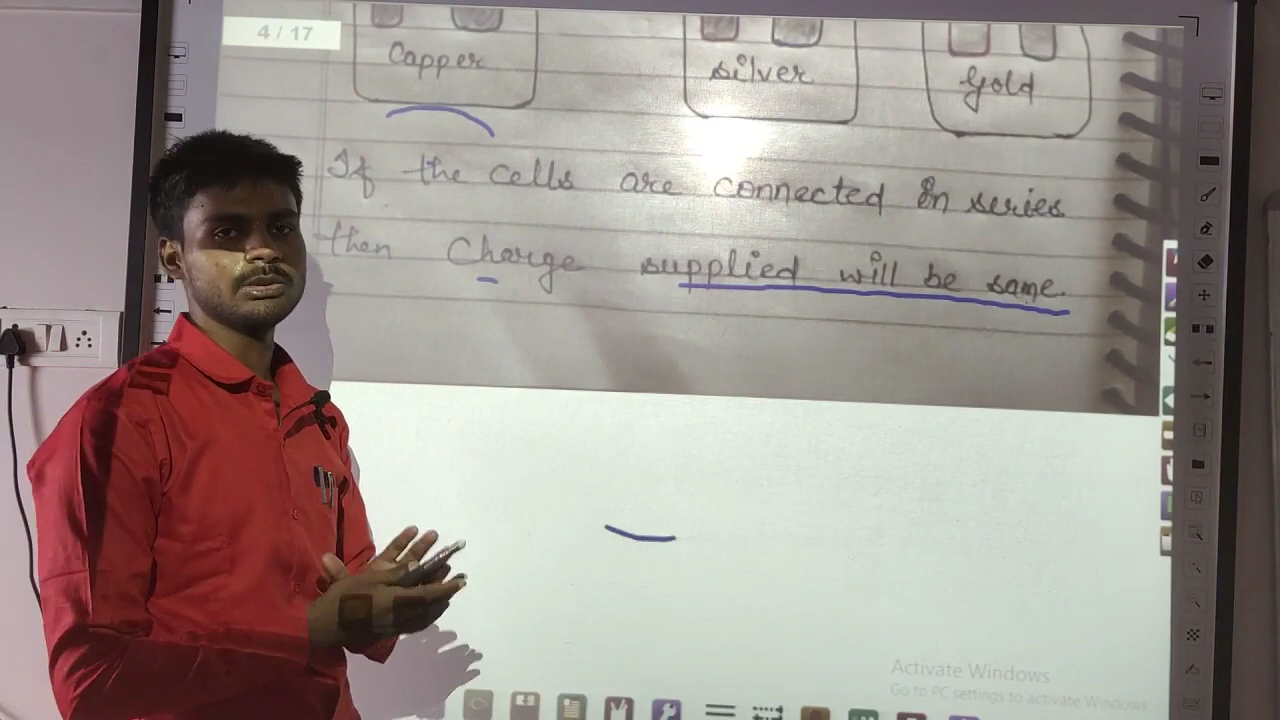 4 / 17
Capper
silver
Gold
If the cells are connected in series
then Charge supplied will be same.
Activate Windows
Go to PC settings to activate Windows.